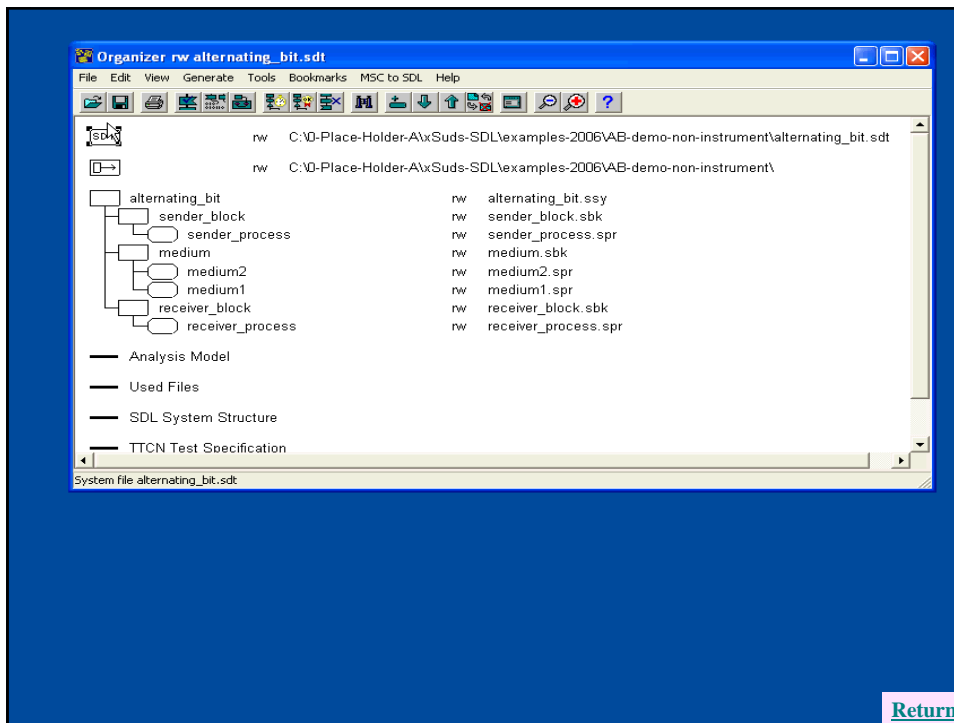 Organizer rw alternating_bit.sdt
File Edit View Generate Tools Bookmarks MSC to SDL Help
SDL rw C:\0-Place-Holder-A\xSuds-SDL\examples-2006\AB-demo-non-instrument\alternating_bit.sdt
rw C:\0-Place-Holder-A\xSuds-SDL\examples-2006\AB-demo-non-instrument\
alternating_bit rw alternating_bit.ssy
sender_block rw sender_block.sbk
sender_process rw sender_process.spr
medium rw medium.sbk
medium2 rw medium2.spr
medium1 rw medium1.spr
receiver_block rw receiver_block.sbk
receiver_process rw receiver_process.spr
Analysis Model
Used Files
SDL System Structure
TTCN Test Specification
System file alternating_bit.sdt
Return